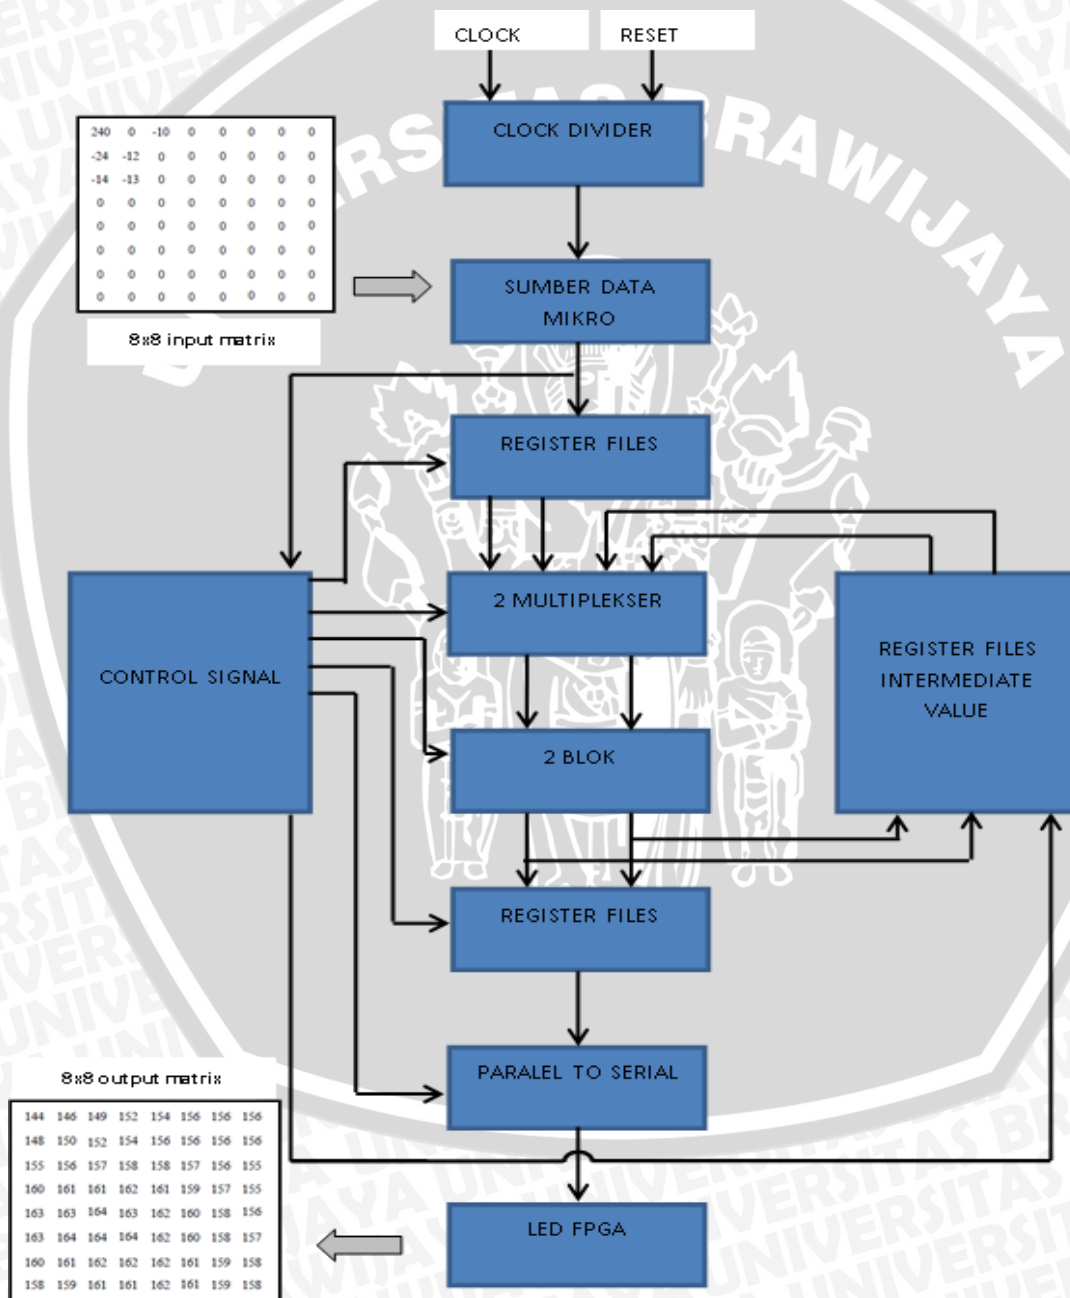 CLOCK
RESET
CLOCK DIVIDER
240 0 -10 0 0 0 0 0
-24 -12 0 0 0 0 0 0
-14 -13 0 0 0 0 0 0
0 0 0 0 0 0 0 0
0 0 0 0 0 0 0 0
0 0 0 0 0 0 0 0
0 0 0 0 0 0 0 0
0 0 0 0 0 0 0 0
8x8 input matrix
SUMBER DATA
MIKRO
REGISTER FILES
2 MULTIPLEKSER
CONTROL SIGNAL
REGISTER FILES
INTERMEDIATE
VALUE
2 BLOK
REGISTER FILES
PARALEL TO SERIAL
8x8 output matrix
144 146 149 152 154 156 156 156
148 150 152 154 156 156 156 156
155 156 157 158 158 157 156 155
160 161 161 162 161 159 157 155
163 163 164 163 162 160 158 156
163 164 164 164 162 160 158 157
160 161 162 162 162 161 159 158
158 159 161 161 162 161 159 158
LED FPGA
UNIVERSITAS BRAWIJAYA